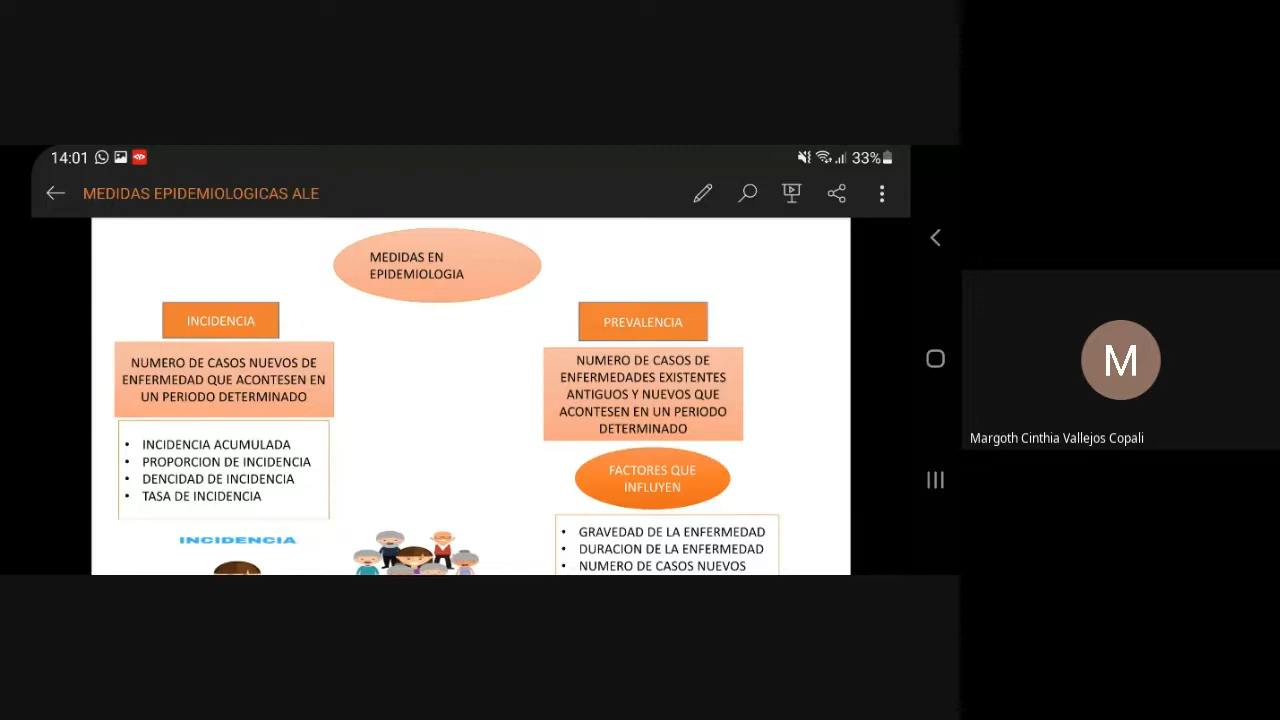 14:01
33%
MEDIDAS EPIDEMIOLOGICAS ALE
MEDIDAS EN
EPIDEMIOLOGIA
INCIDENCIA
NUMERO DE CASOS NUEVOS DE
ENFERMEDAD QUE ACONTESEN EN
UN PERIODO DETERMINADO
• INCIDENCIA ACUMULADA
• PROPORCION DE INCIDENCIA
• DENCIDAD DE INCIDENCIA
• TASA DE INCIDENCIA
INCIDENCIA
PREVALENCIA
NUMERO DE CASOS DE
ENFERMEDADES EXISTENTES
ANTIGUOS Y NUEVOS QUE
ACONTESEN EN UN PERIODO
DETERMINADO
FACTORES QUE
INFLUYEN
• GRAVEDAD DE LA ENFERMEDAD
• DURACION DE LA ENFERMEDAD
• NUMERO DE CASOS NUEVOS
M
Margoth Cinthia Vallejos Copali